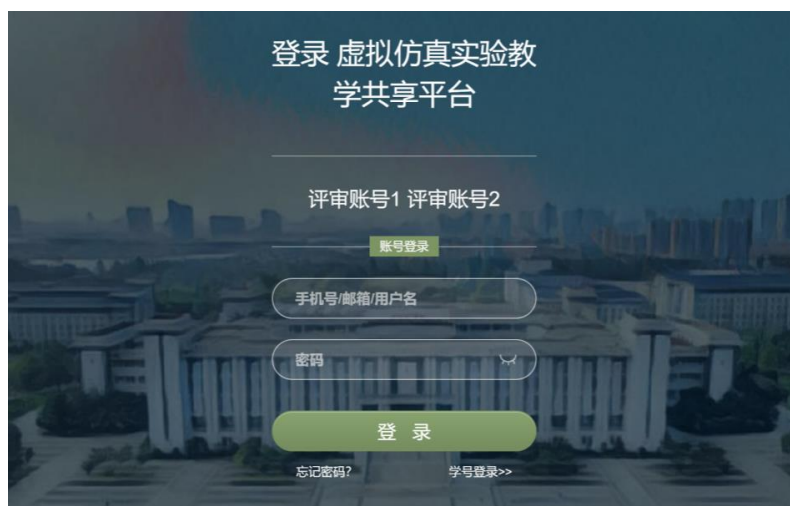 登录 虚拟仿真实验教
学共享平台
评审账号1 评审账号2
账号登录
手机号/邮箱/用户名
密码
登 录
忘记密码? 学号登录>>